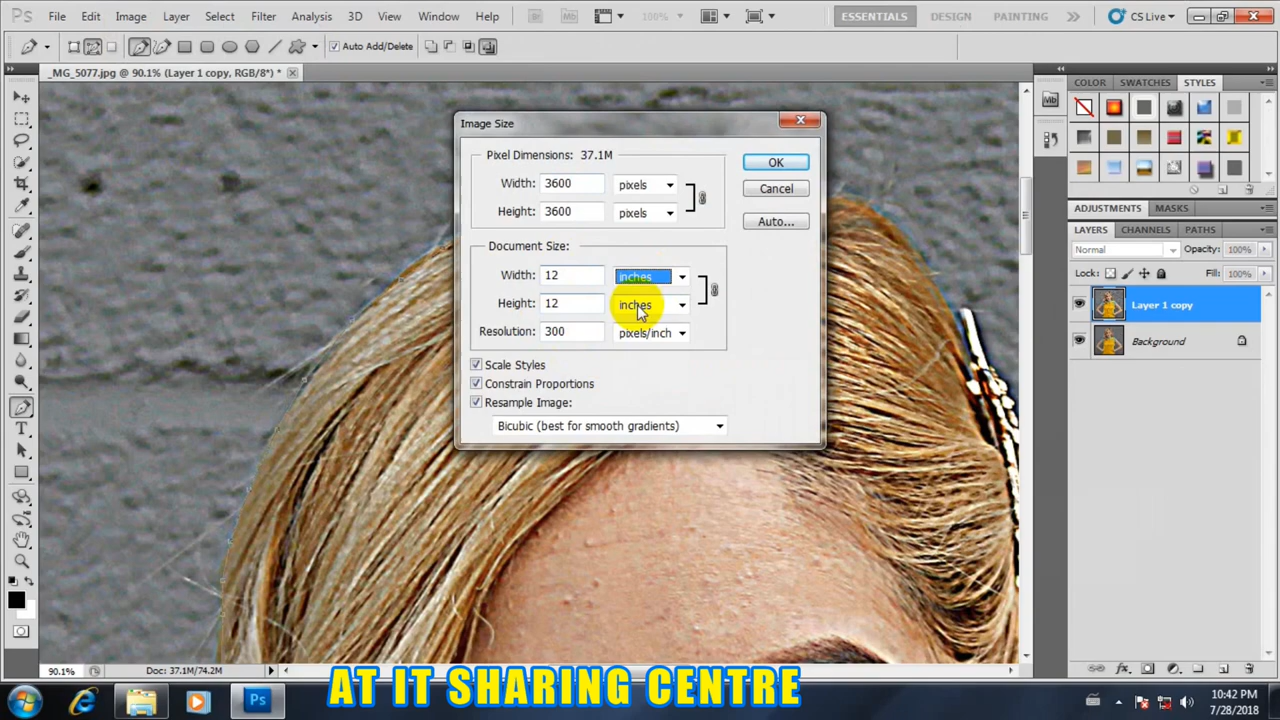 Ps File Edit Image Layer Select Filter Analysis 3D View Window Help Br Mb 100% ESSENTIALS DESIGN PAINTING CS Live
Auto Add/Delete
_MG_5077.jpg @ 90.1% (Layer 1 copy, RGB/8*) *
Image Size
Pixel Dimensions: 37.1M
Width: 3600 pixels
Height: 3600 pixels
OK
Cancel
Auto...
Document Size:
Width: 12 inches
Height: 12 inches
Resolution: 300 pixels/inch
Scale Styles
Constrain Proportions
Resample Image:
Bicubic (best for smooth gradients)
Mb
COLOR SWATCHES STYLES
ADJUSTMENTS MASKS
LAYERS CHANNELS PATHS
Normal Opacity: 100%
Lock: Fill: 100%
Layer 1 copy
Background
90.1% Doc: 37.1M/74.2M
AT IT SHARING CENTRE
Ps
10:42 PM
7/28/2018